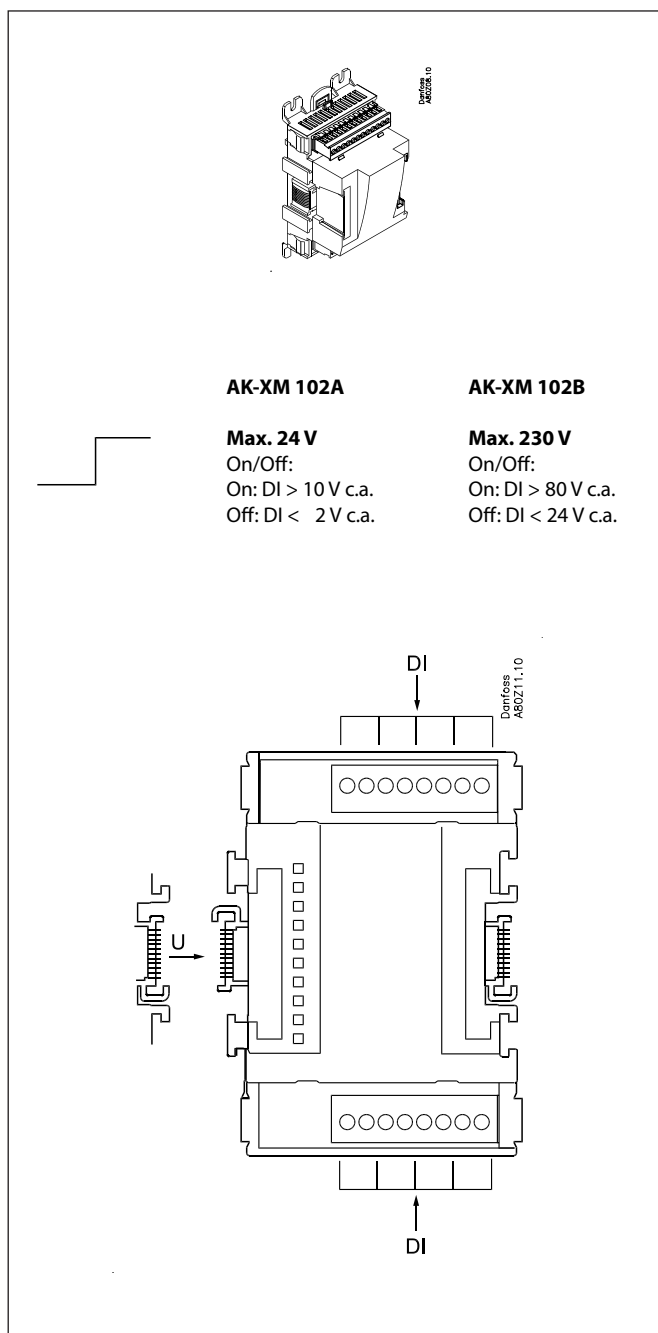 Danfoss
A80Z08.10
AK-XM 102A
Max. 24 V
On/Off:
On: DI > 10 V c.a.
Off: DI <   2 V c.a.
AK-XM 102B
Max. 230 V
On/Off:
On: DI > 80 V c.a.
Off: DI < 24 V c.a.
DI
Danfoss
A80Z11.10
U
DI